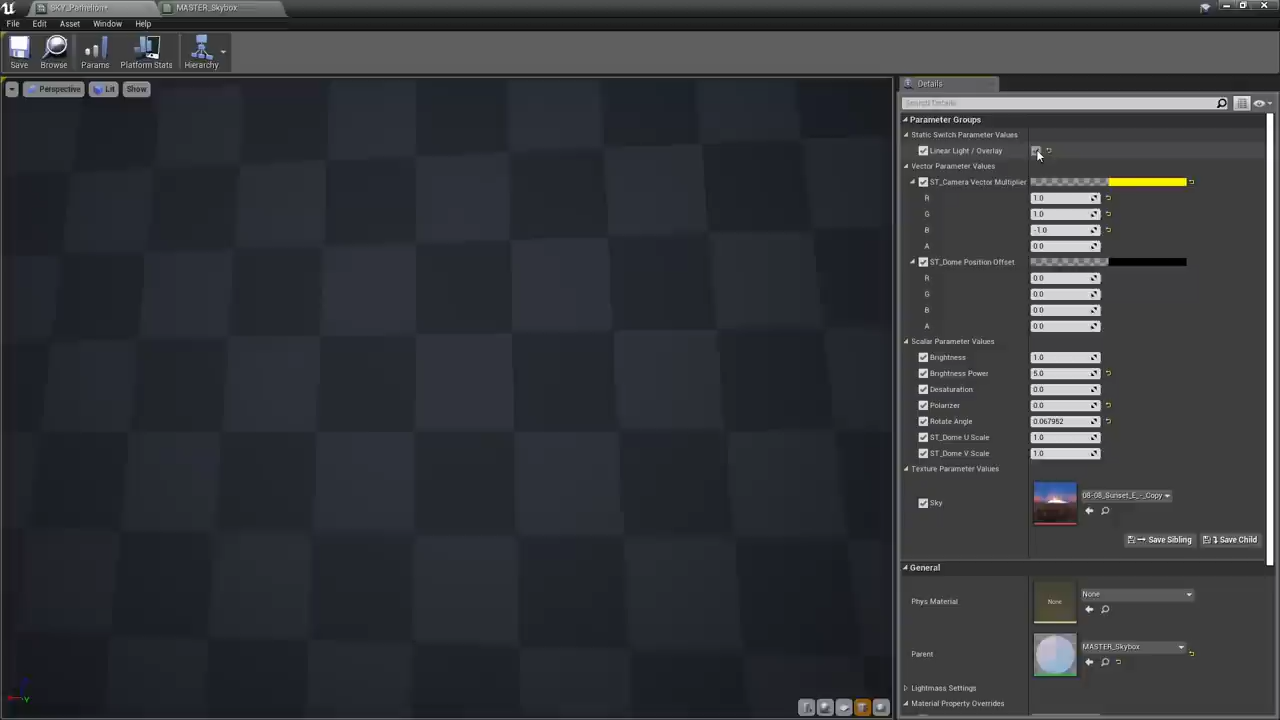 SKY_Parhelion*
MASTER_Skybox
File Edit Asset Window Help
Save Browse Params Platform Stats Hierarchy
Perspective Lit Show
Details
Search Details
Parameter Groups
Static Switch Parameter Values
Linear Light / Overlay
Vector Parameter Values
ST_Camera Vector Multiplier
R 1.0
G 1.0
B -1.0
A 0.0
ST_Dome Position Offset
R 0.0
G 0.0
B 0.0
A 0.0
Scalar Parameter Values
Brightness 1.0
Brightness Power 5.0
Desaturation 0.0
Polarizer 0.0
Rotate Angle 0.067952
ST_Dome U Scale 1.0
ST_Dome V Scale 1.0
Texture Parameter Values
Sky 08-08_Sunset_E_-_Copy
Save Sibling Save Child
General
Phys Material None None
Parent MASTER_Skybox
Lightmass Settings
Material Property Overrides
Y